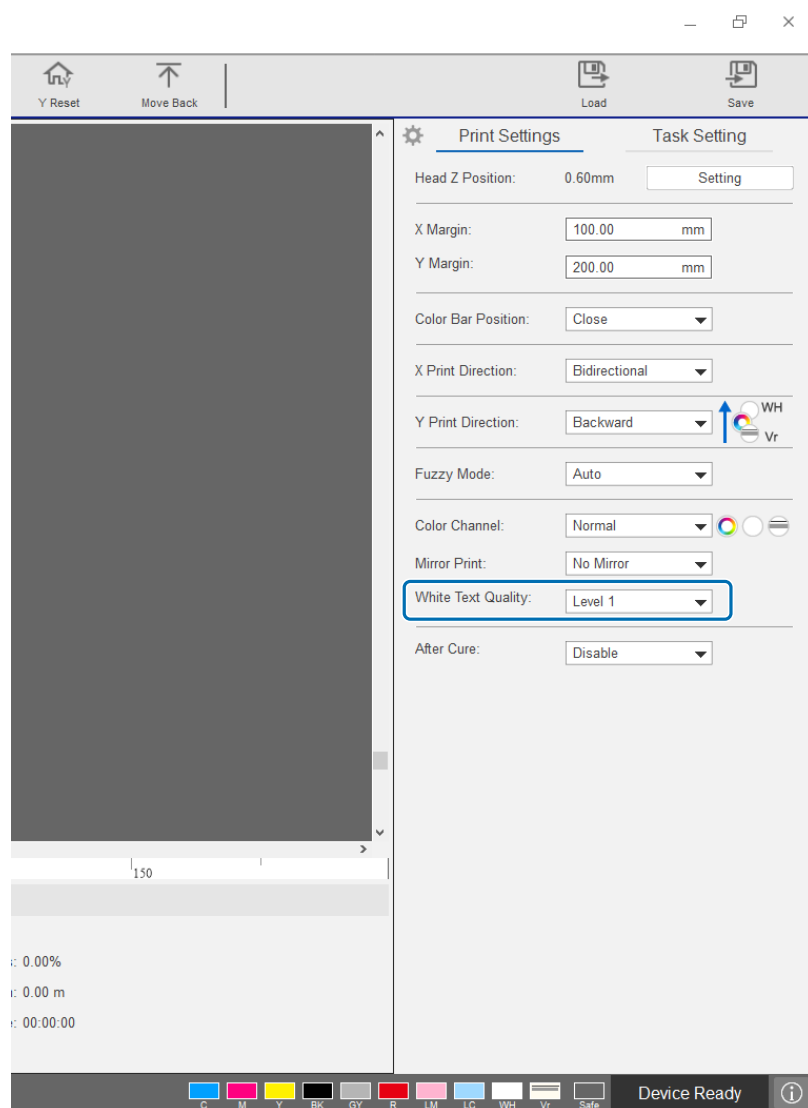 Y Reset
Move Back
Load
Save
Print Settings
Task Setting
Head Z Position: 0.60mm Setting
X Margin: 100.00 mm
Y Margin: 200.00 mm
Color Bar Position: Close
X Print Direction: Bidirectional
Y Print Direction: Backward
WH
Vr
Fuzzy Mode: Auto
Color Channel: Normal
Mirror Print: No Mirror
White Text Quality: Level 1
After Cure: Disable
150
: 0.00%
: 0.00 m
: 00:00:00
C M Y BK GY R LM LC WH Vr Safe
Device Ready